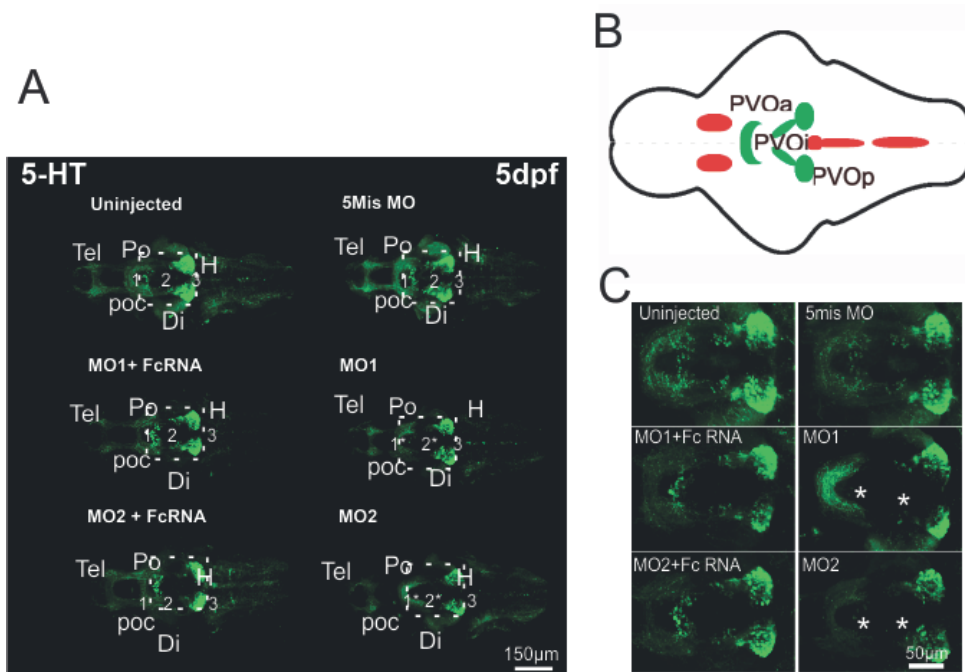 A
5-HT 5dpf
Uninjected 5Mis MO
Tel Po H
1 2 3
poc Di
Tel Po H
1 2 3
poc Di
MO1+ FcRNA MO1
Tel Po H
1 2 3
poc Di
Tel Po H
1* 2* 3
poc Di
MO2 + FcRNA MO2
Tel Po H
1 2 3
poc Di
Tel Po H
1* 2* 3
poc Di
150µm
B
PVOa
PVOi
PVOp
C
Uninjected 5mis MO
MO1+Fc RNA MO1
* *
MO2+Fc RNA MO2
* *
50µm